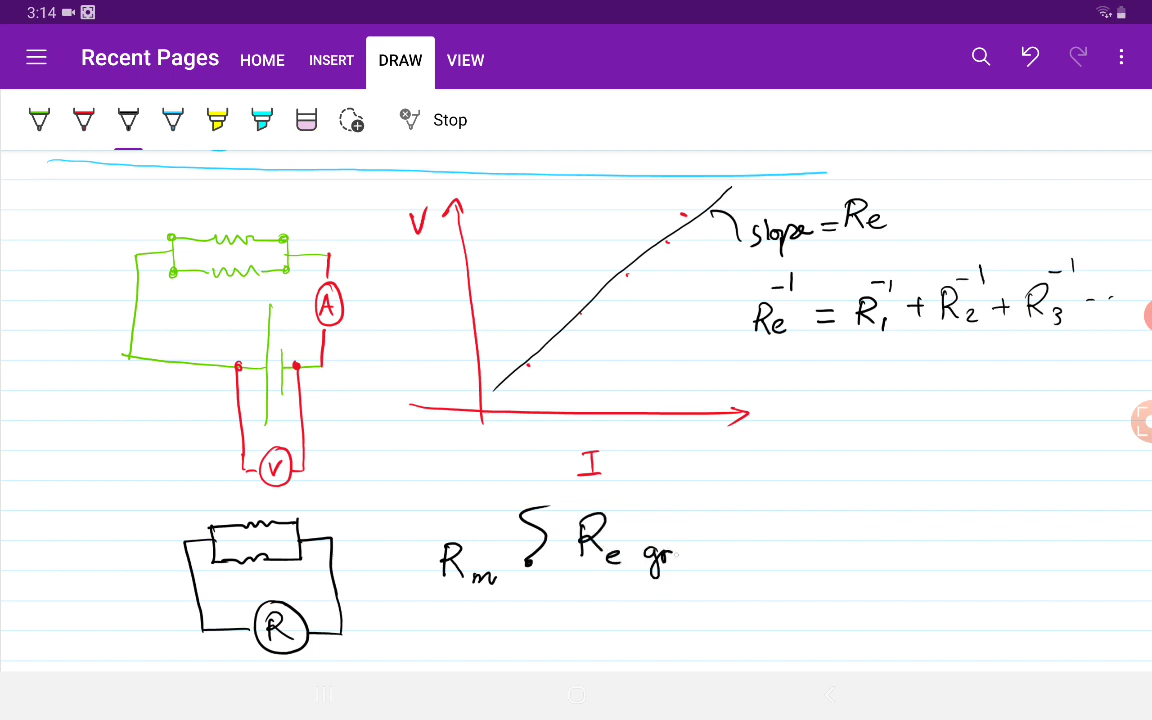 3:14
Recent Pages HOME INSERT DRAW VIEW
Stop
V
slope = Re
Re⁻¹ = R₁⁻¹ + R₂⁻¹ + R₃⁻¹ --
A
V
I
Rm ? Re gr
R